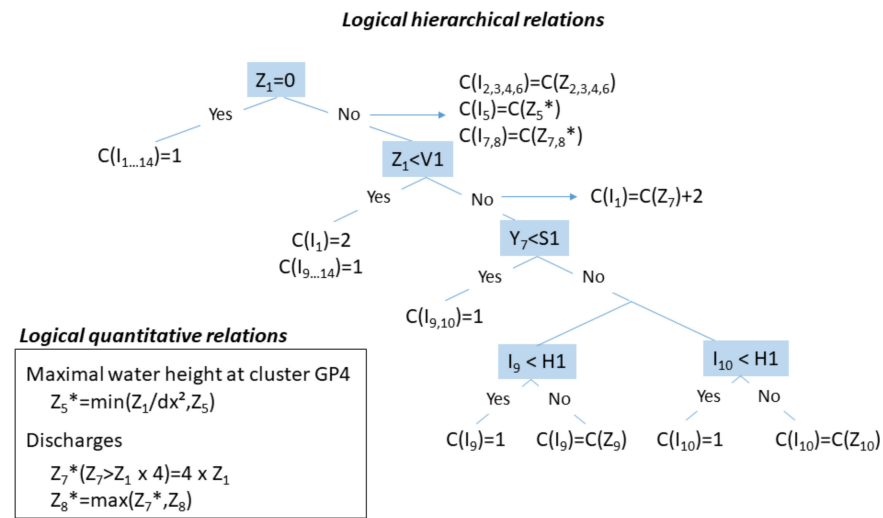 Logical hierarchical relations
Z₁=0
Yes
No
C(I₂,₃,₄,₆)=C(Z₂,₃,₄,₆)
C(I₅)=C(Z₅*)
C(I₇,₈)=C(Z₇,₈*)
C(I₁...₁₄)=1
Z₁<V1
Yes
No
C(I₁)=C(Z₇)+2
C(I₁)=2
C(I₉...₁₄)=1
Y₇<S1
Yes
No
C(I₉,₁₀)=1
I₉ < H1
Yes
No
C(I₉)=1
C(I₉)=C(Z₉)
I₁₀ < H1
Yes
No
C(I₁₀)=1
C(I₁₀)=C(Z₁₀)
Logical quantitative relations
Maximal water height at cluster GP4
Z₅*=min(Z₁/dx²,Z₅)
Discharges
Z₇*(Z₇>Z₁ x 4)=4 x Z₁
Z₈*=max(Z₇*,Z₈)